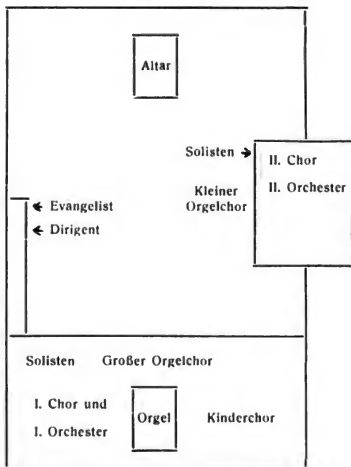 Altar
Solisten →
II. Chor
II. Orchester
Kleiner
Orgelchor
← Evangelist
← Dirigent
Solisten Großer Orgelchor
I. Chor und
I. Orchester
Orgel
Kinderchor